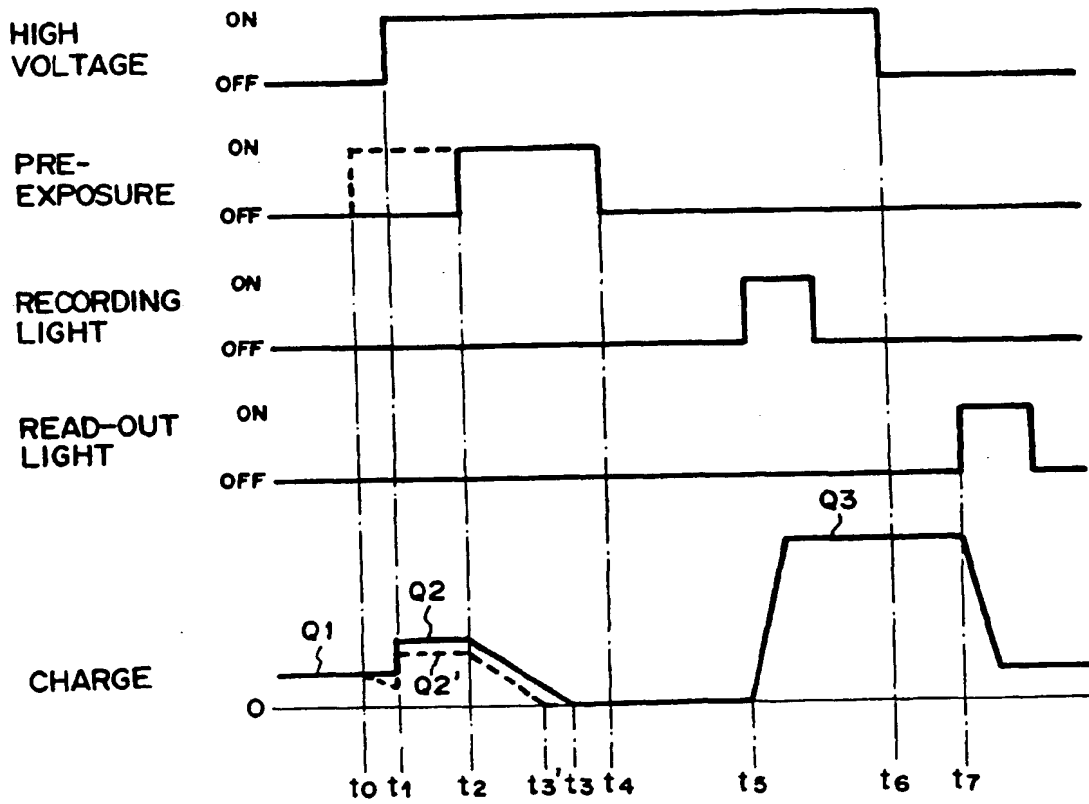 HIGH
VOLTAGE
ON
OFF
PRE-
EXPOSURE
ON
OFF
RECORDING
LIGHT
ON
OFF
READ-OUT
LIGHT
ON
OFF
CHARGE
Q1
Q2
Q2'
Q3
0
t0 t1 t2 t3' t3 t4 t5 t6 t7